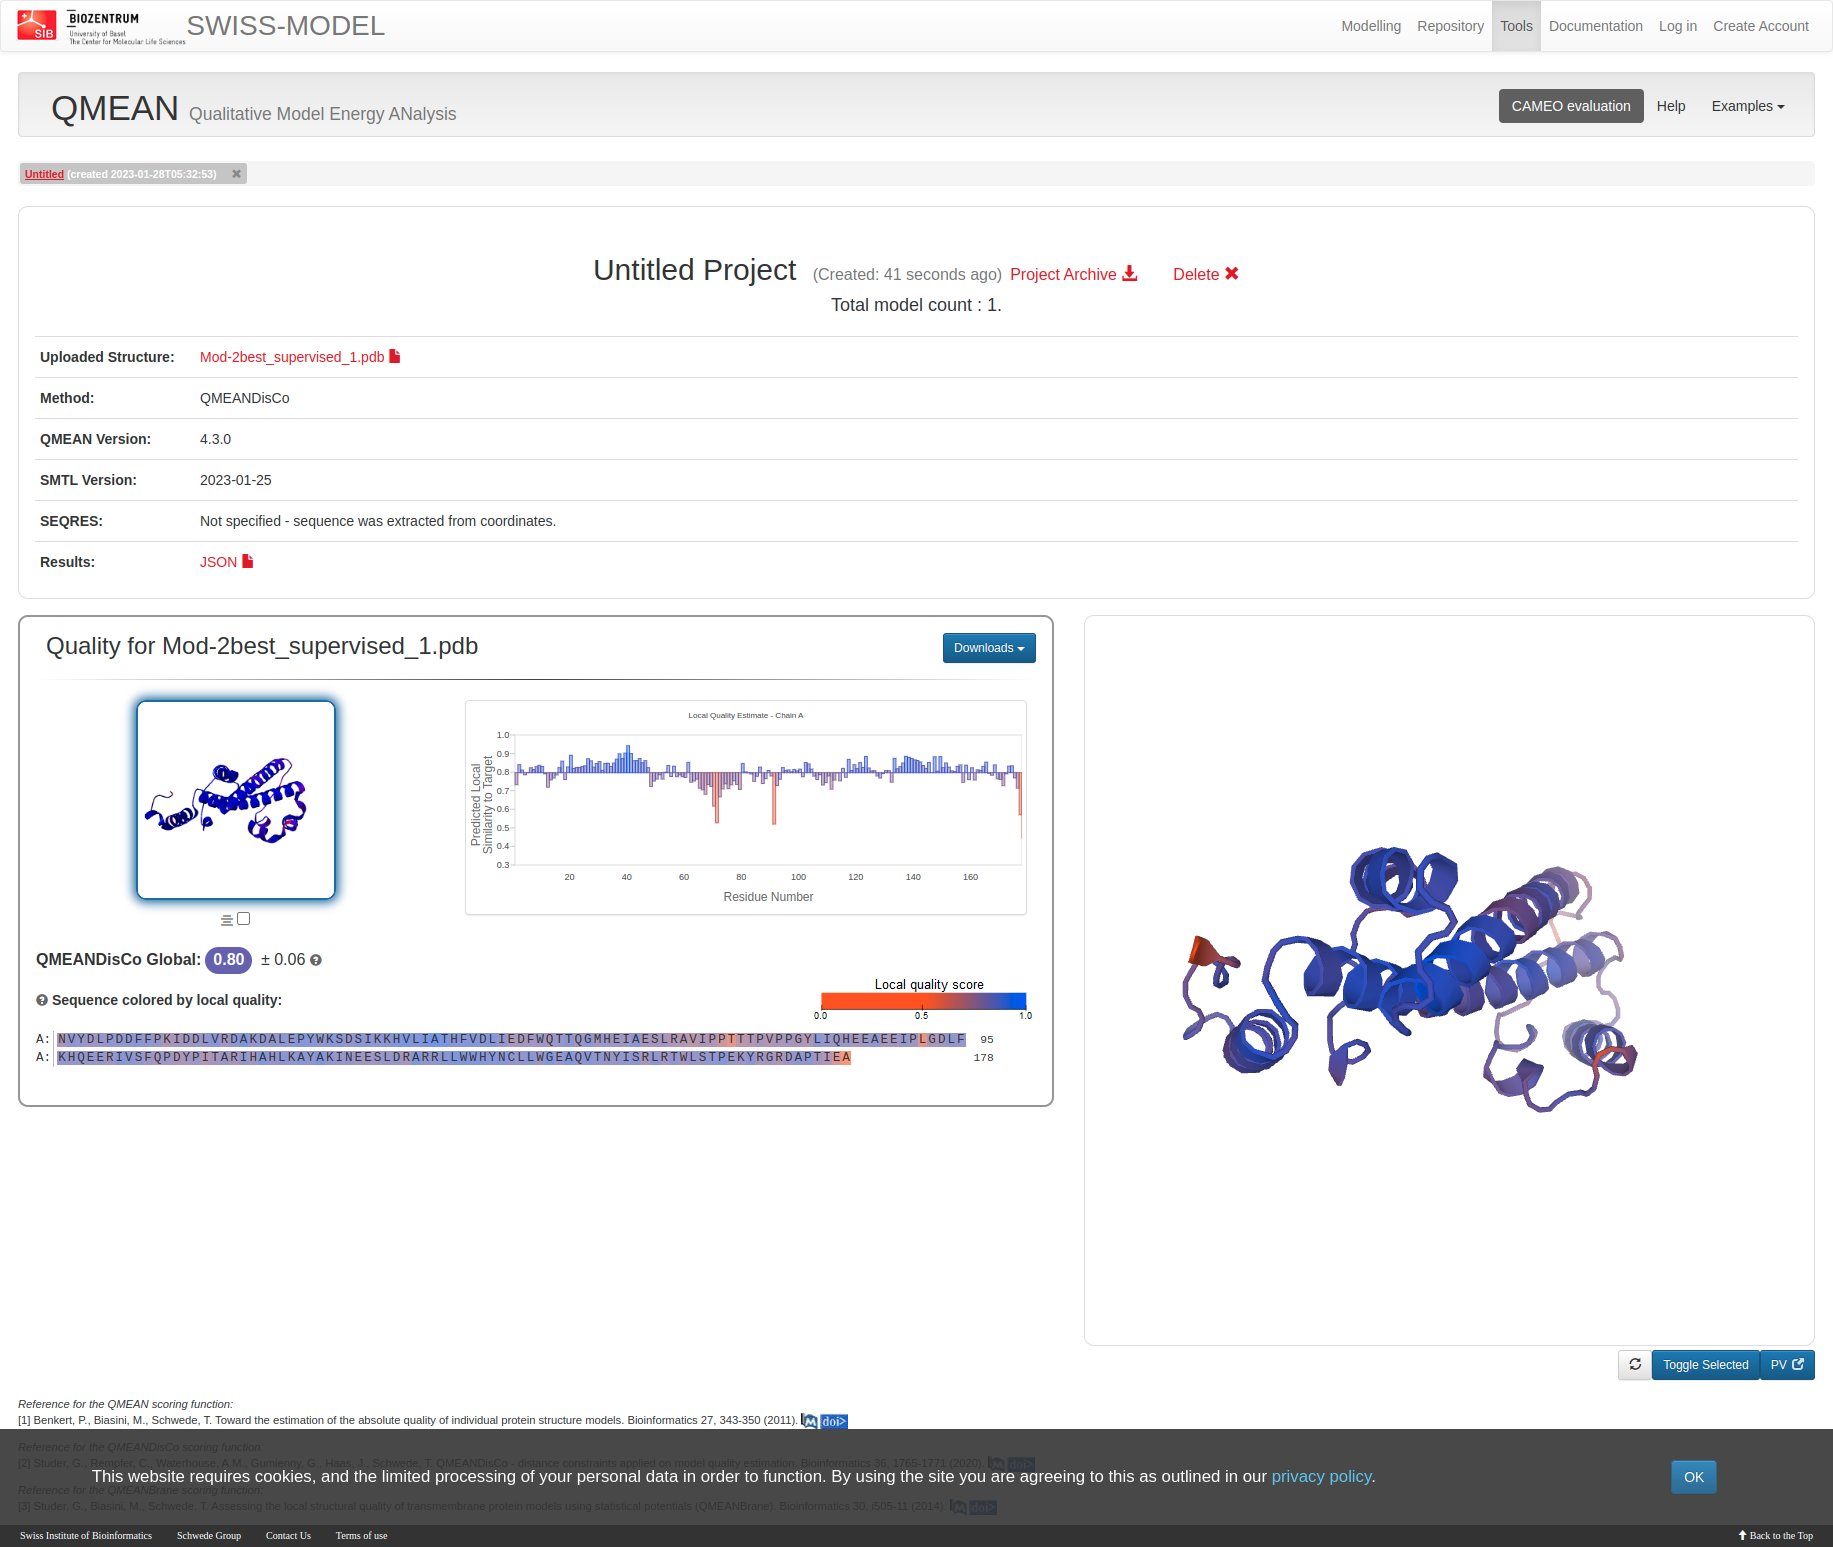 SIB
BIOZENTRUM
University of Basel
The Center for Molecular Life Sciences
SWISS-MODEL
Modelling Repository Tools Documentation Log in Create Account
QMEAN Qualitative Model Energy ANalysis
CAMEO evaluation Help Examples
Untitled (created 2023-01-28T05:32:53)
Untitled Project (Created: 41 seconds ago) Project Archive Delete
Total model count : 1.
Uploaded Structure: Mod-2best_supervised_1.pdb
Method: QMEANDisCo
QMEAN Version: 4.3.0
SMTL Version: 2023-01-25
SEQRES: Not specified - sequence was extracted from coordinates.
Results: JSON
Quality for Mod-2best_supervised_1.pdb
Downloads
Local Quality Estimate - Chain A
Predicted Local
Similarity to Target
1.0
0.9
0.8
0.7
0.6
0.5
0.4
0.3
20 40 60 80 100 120 140 160
Residue Number
QMEANDisCo Global: 0.80 ± 0.06
Sequence colored by local quality:
Local quality score
0.0 0.5 1.0
A: NVYDLPDDFFPKIDDLVRDAKDALEPYWKSDSIKKHVLIATHFVDLIEDFWQTTQGMHEIAESLRAVIPPTTTPVPPGYLIQHEEAEEIPLGDLF 95
A: KHQEERIVSFQPDYPITARIHAHLKAYAKINEESLDRARRLLWWHYNCLLWGEAQVTNYISRLRTWLSTPEKYRGRDAPTIEA 178
Toggle Selected PV
Reference for the QMEAN scoring function:
[1] Benkert, P., Biasini, M., Schwede, T. Toward the estimation of the absolute quality of individual protein structure models. Bioinformatics 27, 343-350 (2011). M doi>
Reference for the QMEANDisCo scoring function:
[2] Studer, G., Rempfer, C., Waterhouse, A.M., Gumienny, G., Haas, J., Schwede, T. QMEANDisCo - distance constraints applied on model quality estimation. Bioinformatics 36, 1765-1771 (2020). M doi>
This website requires cookies, and the limited processing of your personal data in order to function. By using the site you are agreeing to this as outlined in our privacy policy.
OK
Reference for the QMEANBrane scoring function:
[3] Studer, G., Biasini, M., Schwede, T. Assessing the local structural quality of transmembrane protein models using statistical potentials (QMEANBrane). Bioinformatics 30, i505-11 (2014). M doi>
Swiss Institute of Bioinformatics Schwede Group Contact Us Terms of use
Back to the Top